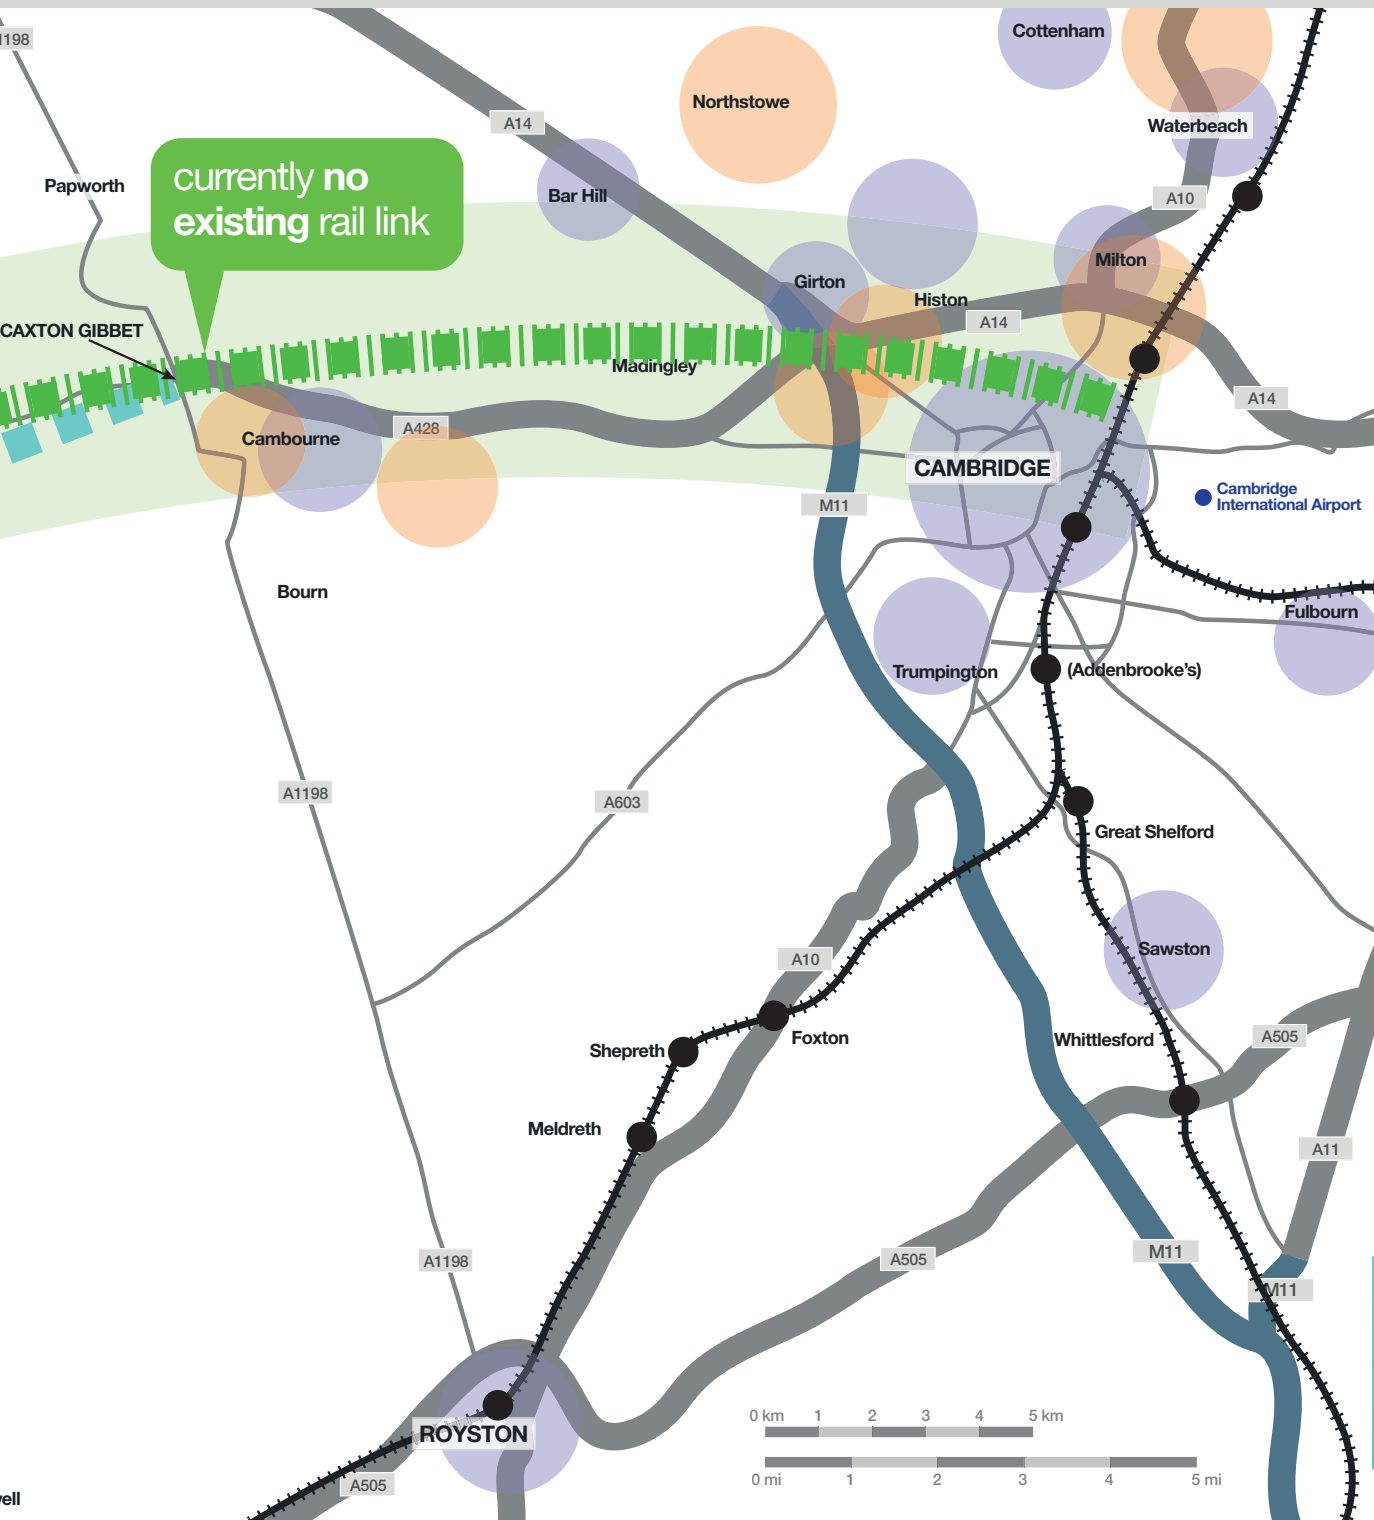 1198
Cottenham
Northstowe
A14
Waterbeach
currently no
existing rail link
Papworth
Bar Hill
A10
Milton
Girton
Histon
A14
CAXTON GIBBET
Madingley
A14
A428
Cambourne
CAMBRIDGE
Cambridge
International Airport
M11
Bourn
Fulbourn
Trumpington
(Addenbrooke's)
A1198
A603
Great Shelford
Sawston
A10
Foxton
Whittlesford
A505
Shepreth
Meldreth
A11
A1198
A505
M11
M11
ROYSTON
A505
0 km 1 2 3 4 5 km
0 mi 1 2 3 4 5 mi
ell